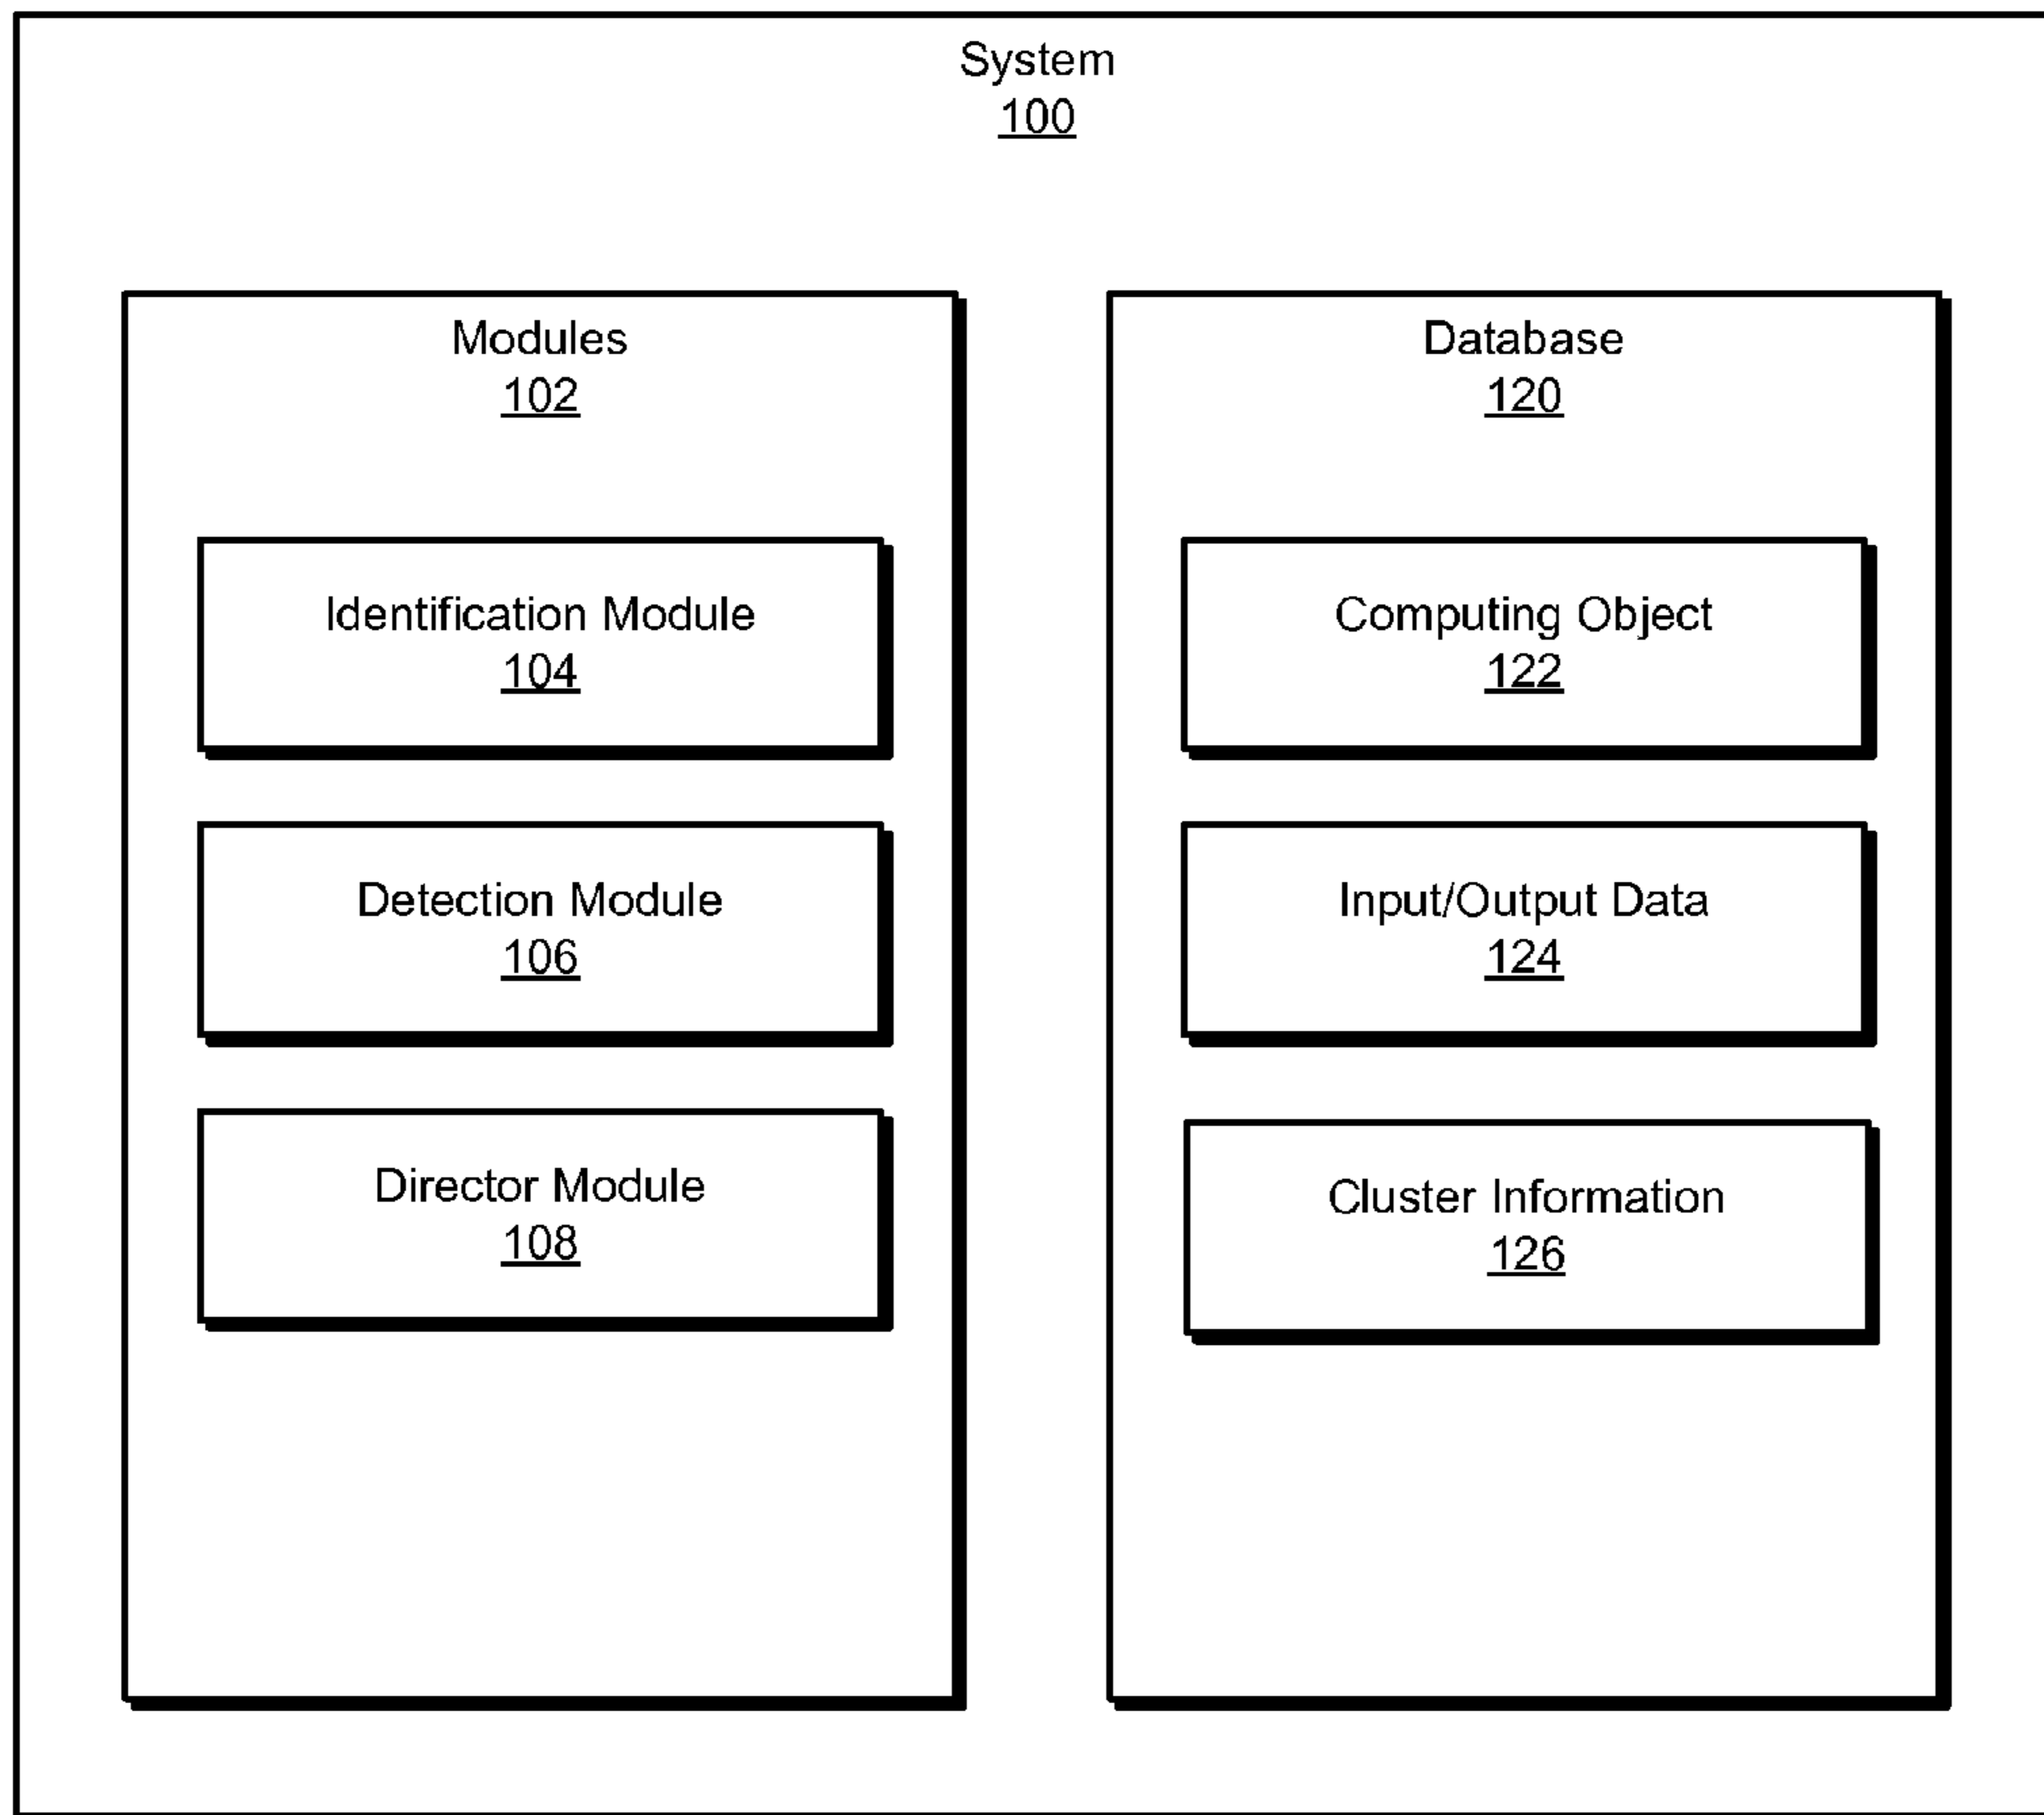 System
100
Modules
102
Identification Module
104
Detection Module
106
Director Module
108
Database
120
Computing Object
122
Input/Output Data
124
Cluster Information
126